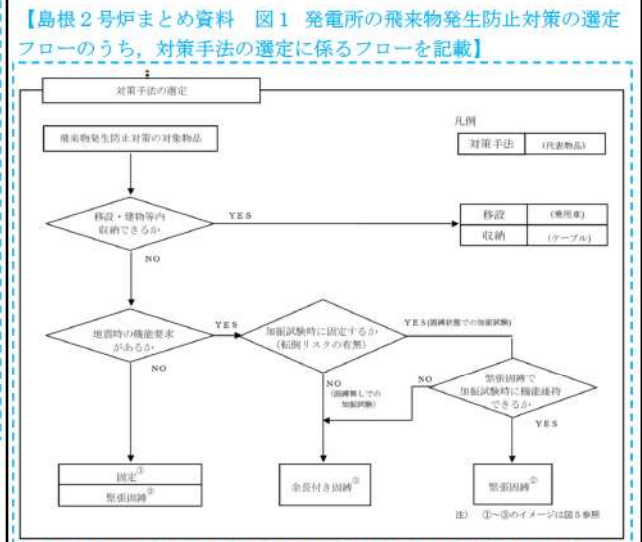 【島根２号炉まとめ資料　図１　発電所の飛来物発生防止対策の選定
フローのうち，対策手法の選定に係るフローを記載】
対策手法の選定
凡例
対策手法
(代表物品)
飛来物発生防止対策の対象物品
移設・建物等内
収納できるか
ＹＥＳ
移設
(乗用車)
収納
(ケーブル)
ＮＯ
地震時の機能要求
があるか
ＹＥＳ
加振試験時に固定するか
(転倒リスクの有無)
ＹＥＳ(固縛状態での加振試験)
ＮＯ
ＮＯ
(固縛無しでの
加振試験)
ＮＯ
緊張固縛で
加振試験時に機能維持
できるか
ＹＥＳ
固定①
緊張固縛②
余長付き固縛③
緊張固縛②
注)　①～③のイメージは図５参照